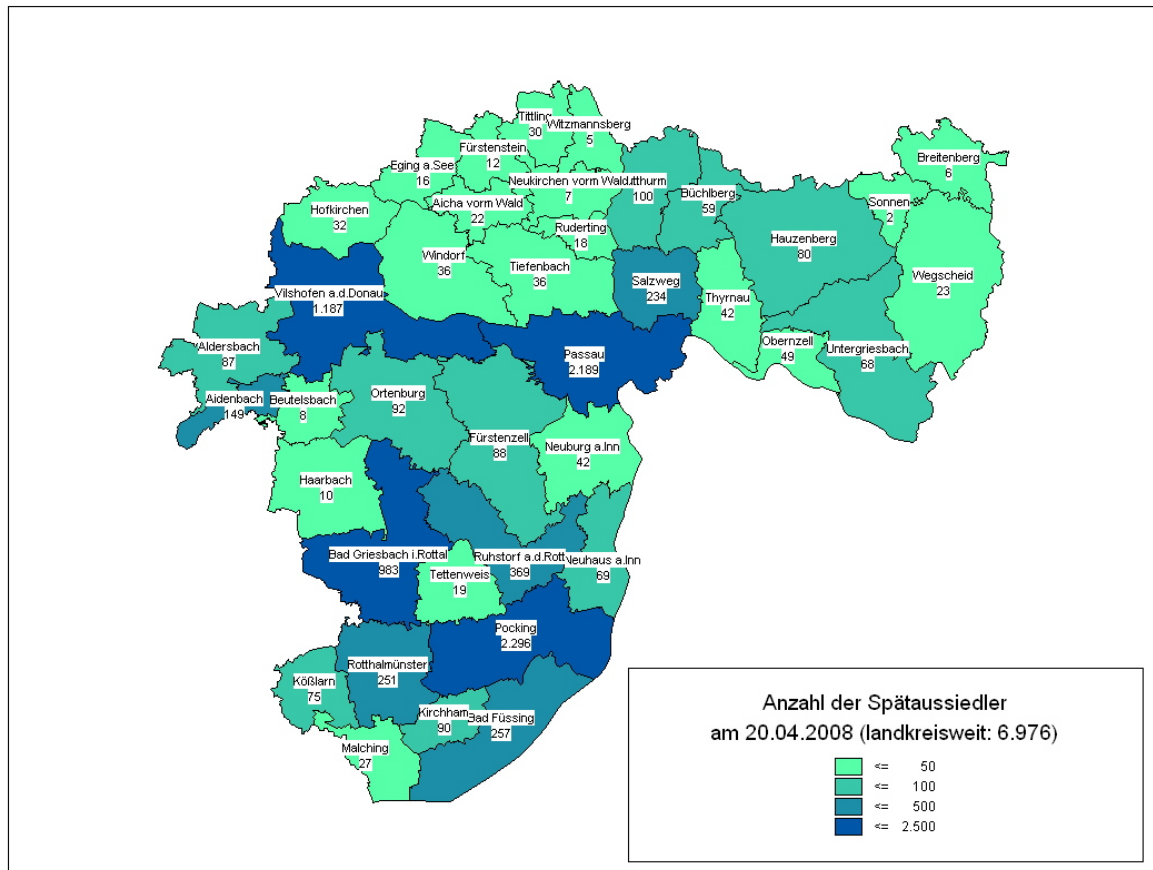 Tittling
30
Witzmannsberg
5
Fürstenstein
12
Eging a.See
16
Neukirchen vorm Wald
7
utthurm
100
Büchlberg
59
Breitenberg
6
Sonnen
2
Aicha vorm Wald
22
Hofkirchen
32
Ruderting
18
Hauzenberg
80
Windorf
36
Tiefenbach
36
Salzweg
234
Wegscheid
23
Vilshofen a.d.Donau
1.187
Thyrnau
42
Aldersbach
87
Passau
2.189
Obernzell
49
Untergriesbach
68
Aidenbach
149
Beutelsbach
8
Ortenburg
92
Fürstenzell
88
Neuburg a.Inn
42
Haarbach
10
Bad Griesbach i.Rottal
983
Ruhstorf a.d.Rott
369
Neuhaus a.Inn
69
Tettenweis
19
Pocking
2.296
Rotthalmünster
251
Kößlarn
75
Kirchham
90
Bad Füssing
257
Malching
27
Anzahl der Spätaussiedler
am 20.04.2008 (landkreisweit: 6.976)
<= 50
<= 100
<= 500
<= 2.500